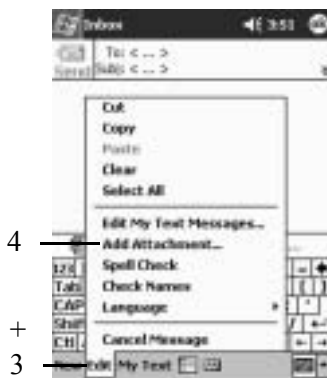 Inbox 3:51
To: < ... >
Send Subj: < ... >
Cut
Copy
Paste
Clear
Select All
Edit My Text Messages...
4 Add Attachment...
123
Spell Check
Tab
Check Names
CAP
Language
Shift
+
Ctl
Cancel Message
3 New Edit My Text